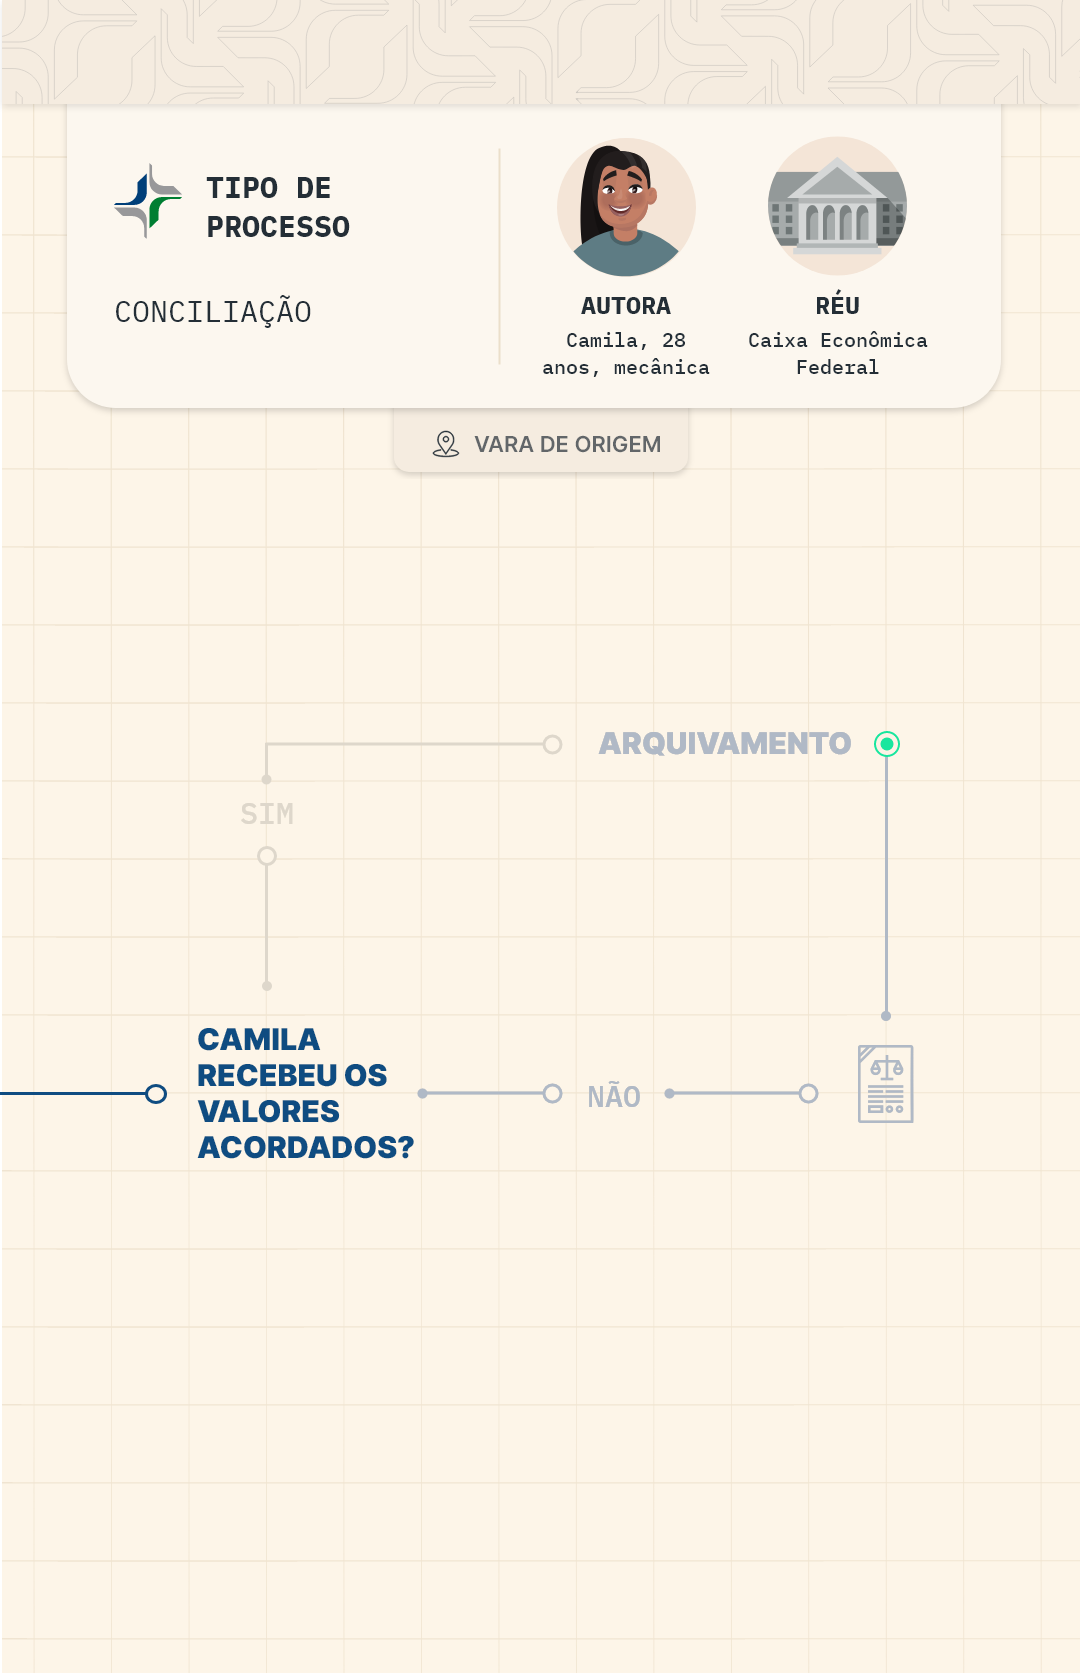 TIPO DE
PROCESSO
CONCILIAÇÃO
AUTORA
Camila, 28
anos, mecânica
RÉU
Caixa Econômica
Federal
VARA DE ORIGEM
ARQUIVAMENTO
SIM
CAMILA
RECEBEU OS
VALORES
ACORDADOS?
NÃO